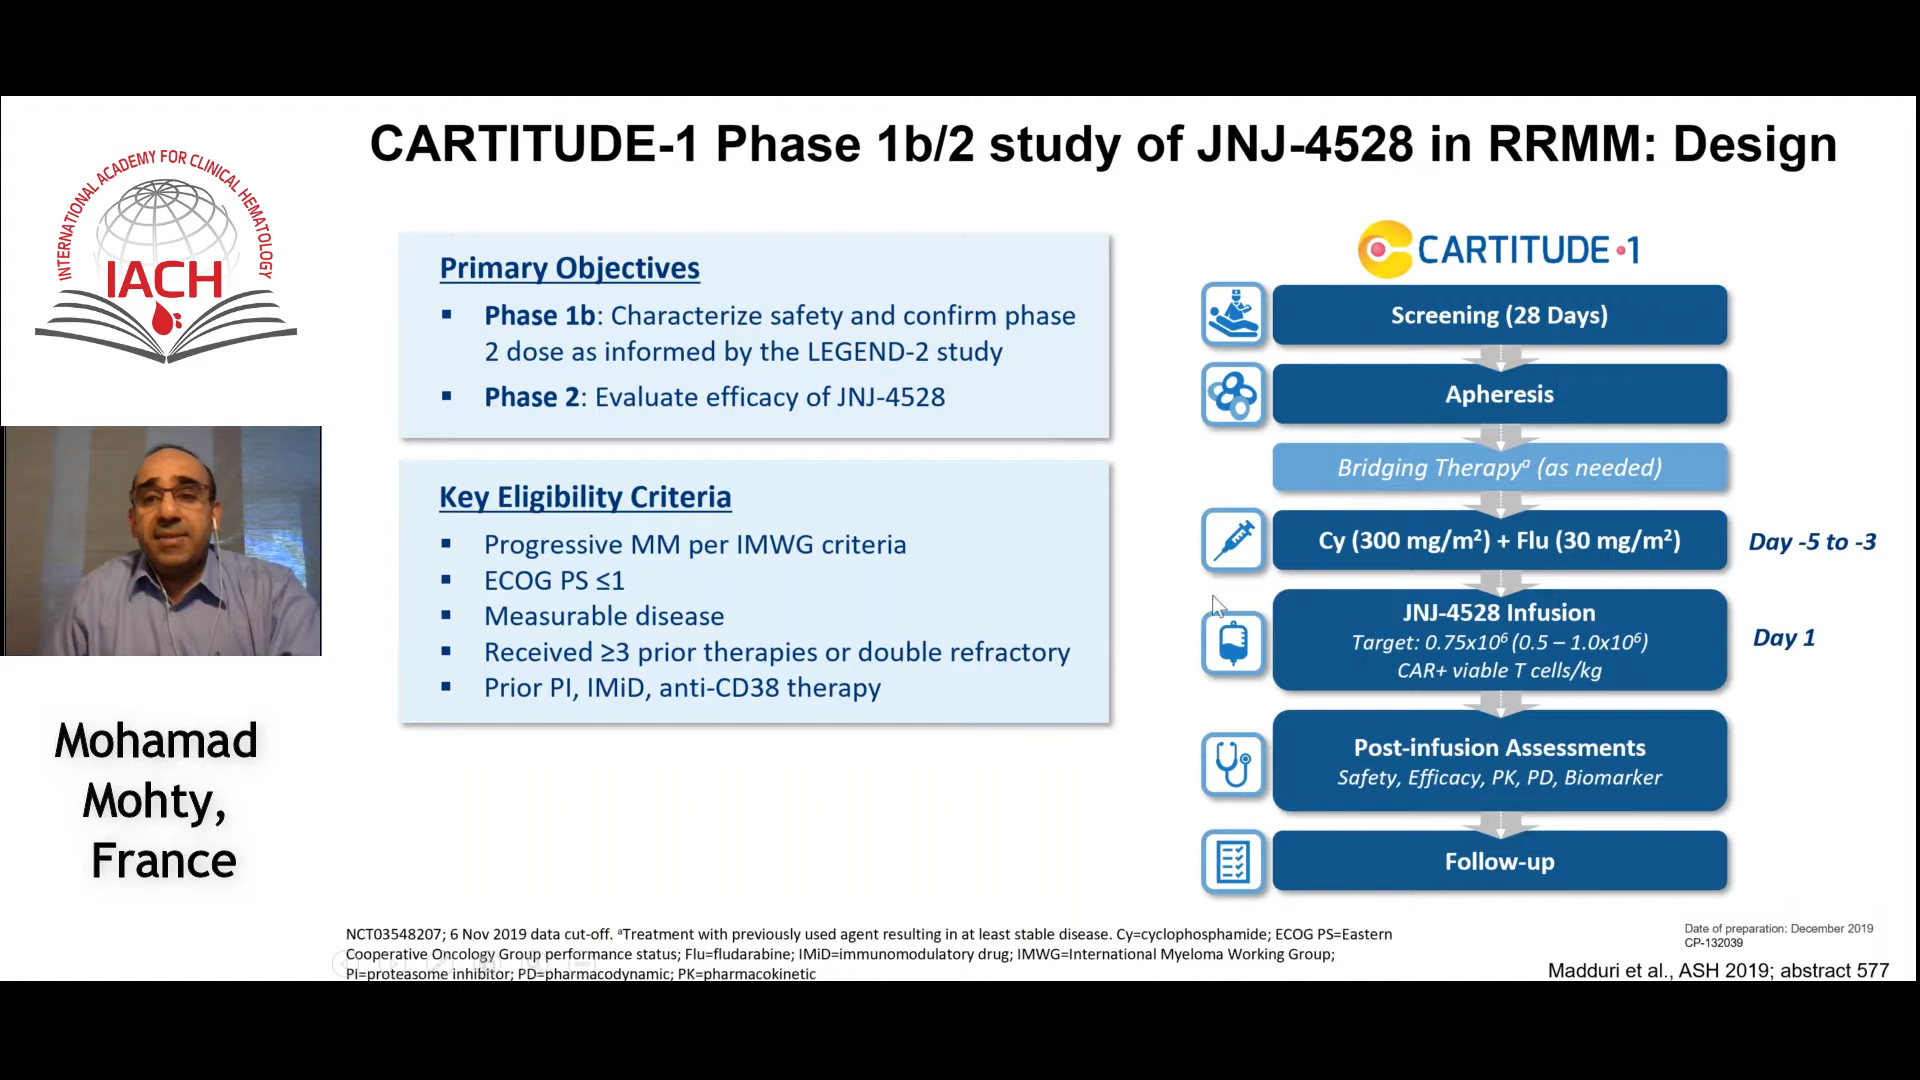 CARTITUDE-1 Phase 1b/2 study of JNJ-4528 in RRMM: Design
INTERNATIONAL ACADEMY FOR CLINICAL HEMATOLOGY
IACH
Mohamad
Mohty,
France
Primary Objectives
▪ Phase 1b: Characterize safety and confirm phase
2 dose as informed by the LEGEND-2 study
▪ Phase 2: Evaluate efficacy of JNJ-4528
Key Eligibility Criteria
▪ Progressive MM per IMWG criteria
▪ ECOG PS ≤1
▪ Measurable disease
▪ Received ≥3 prior therapies or double refractory
▪ Prior PI, IMiD, anti-CD38 therapy
CARTITUDE-1
Screening (28 Days)
Apheresis
Bridging Therapyᵃ (as needed)
Cy (300 mg/m²) + Flu (30 mg/m²)
Day -5 to -3
JNJ-4528 Infusion
Target: 0.75x10⁶ (0.5 – 1.0x10⁶)
CAR+ viable T cells/kg
Day 1
Post-infusion Assessments
Safety, Efficacy, PK, PD, Biomarker
Follow-up
NCT03548207; 6 Nov 2019 data cut-off. ᵃTreatment with previously used agent resulting in at least stable disease. Cy=cyclophosphamide; ECOG PS=Eastern
Cooperative Oncology Group performance status; Flu=fludarabine; IMiD=immunomodulatory drug; IMWG=International Myeloma Working Group;
PI=proteasome inhibitor; PD=pharmacodynamic; PK=pharmacokinetic
Date of preparation: December 2019
CP-132039
Madduri et al., ASH 2019; abstract 577